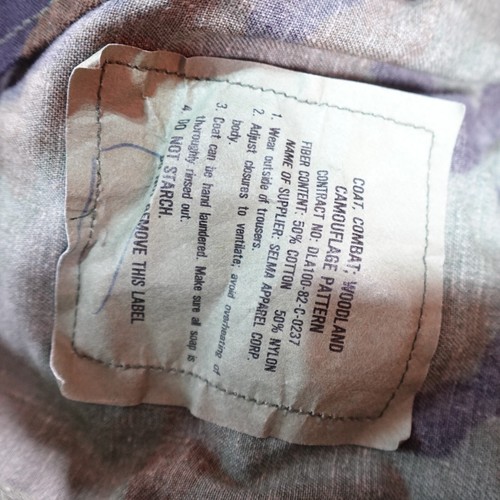 COAT, COMBAT; WOODLAND
CAMOUFLAGE PATTERN
CONTRACT NO: DLA100-82-C-0237
FIBER CONTENT: 50% COTTON 50% NYLON
NAME OF SUPPLIER: SELMA APPAREL CORP.
1. Wear outside of trousers.
2. Adjust closures to ventilate; avoid overheating of
body.
3. Coat can be hand laundered. Make sure all soap is
thoroughly rinsed out.
4. DO NOT STARCH.
REMOVE THIS LABEL